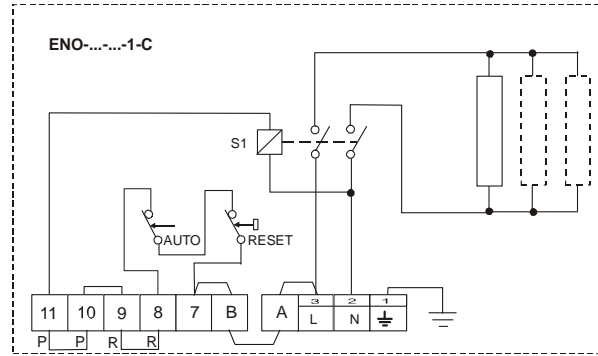 ENO-...-...-1-C
S1
AUTO
RESET
11 10 9 8 7 B A 3 2 1
L N
P P R R